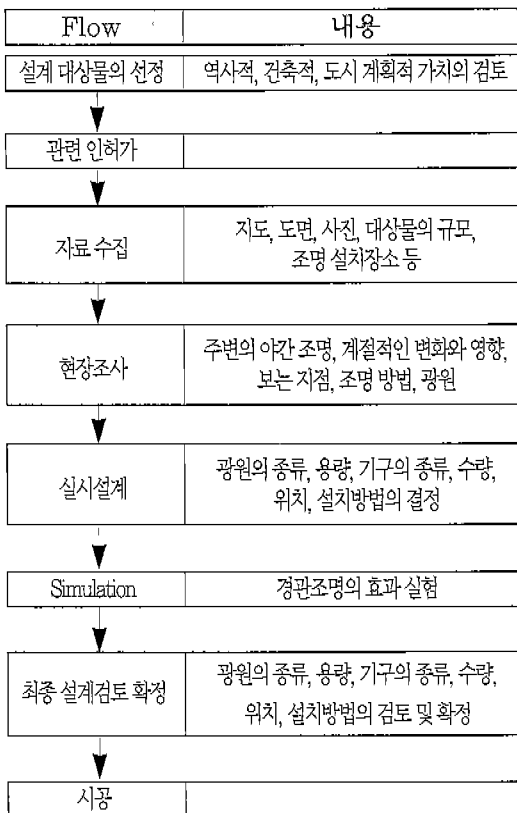 Flow 내용
설계 대상물의 선정 역사적, 건축적, 도시 계획적 가치의 검토
관련 인허가
자료 수집 지도, 도면, 사진, 대상물의 규모,
조명 설치장소 등
현장조사 주변의 야간 조명, 계절적인 변화와 영향,
보는 지점, 조명 방법, 광원
실시설계 광원의 종류, 용량, 기구의 종류, 수량,
위치, 설치방법의 결정
Simulation 경관조명의 효과 실험
최종 설계검토 확정 광원의 종류, 용량, 기구의 종류, 수량,
위치, 설치방법의 검토 및 확정
시공